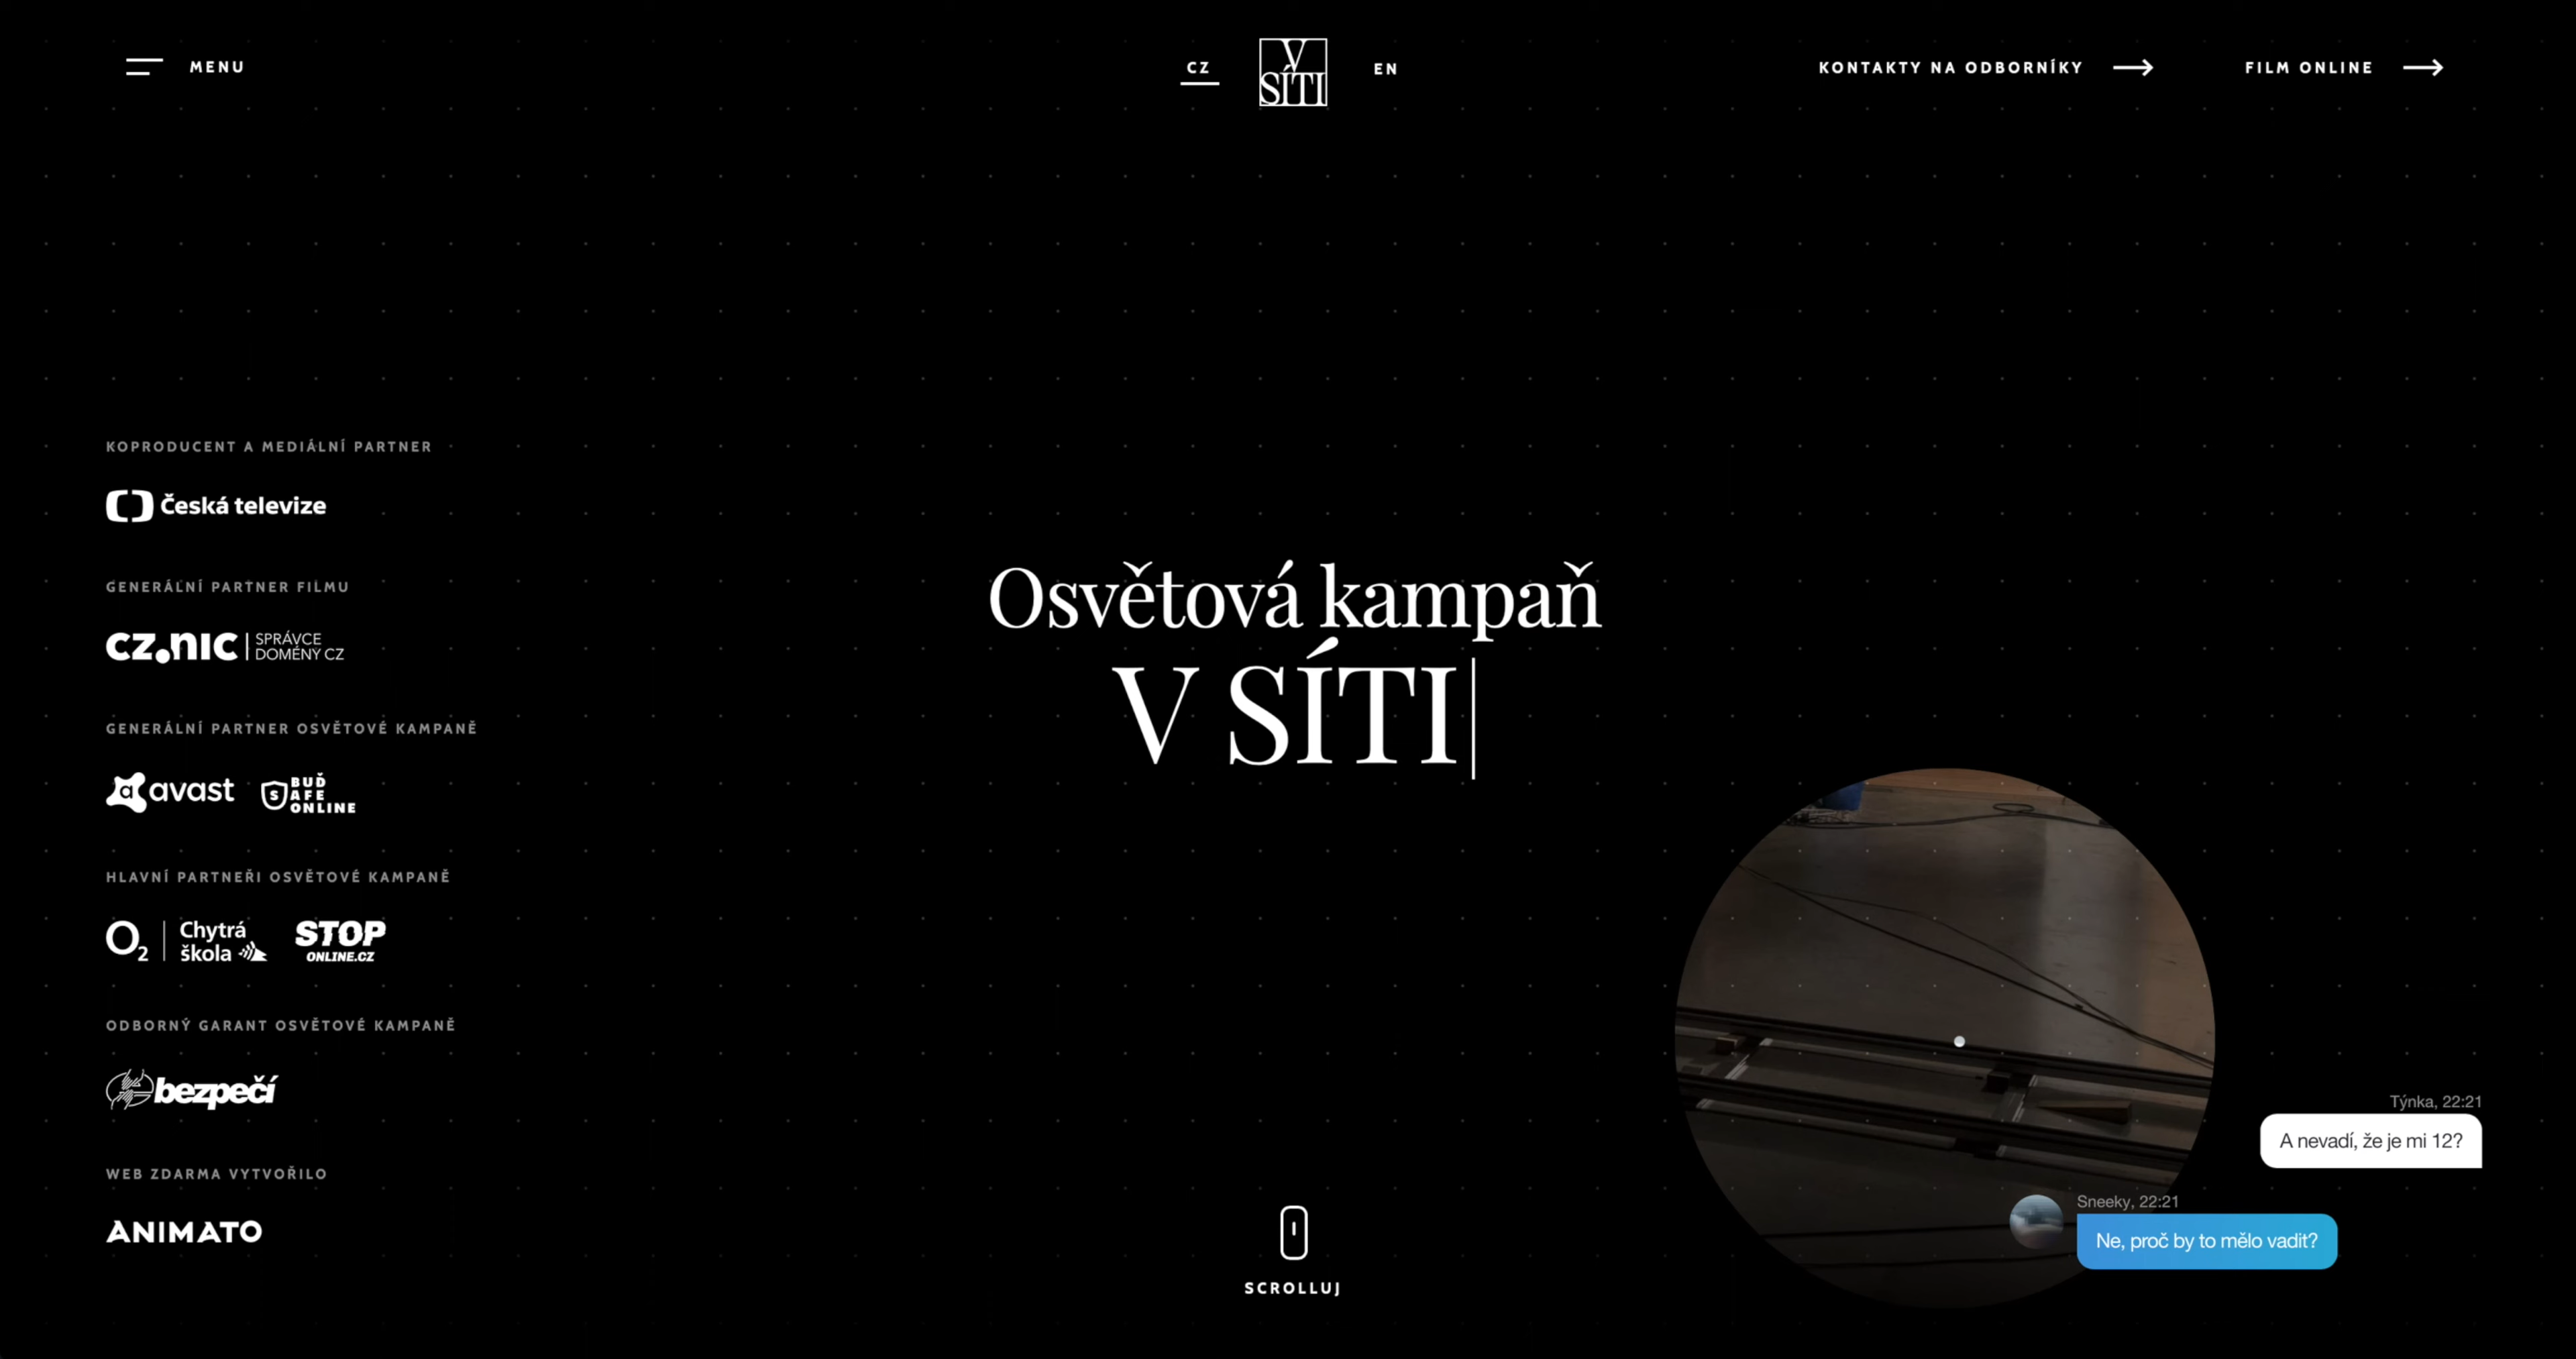 MENU
CZ
V
SÍTI
EN
KONTAKTY NA ODBORNÍKY
FILM ONLINE
KOPRODUCENT A MEDIÁLNÍ PARTNER
Česká televize
GENERÁLNÍ PARTNER FILMU
CZ.NIC | SPRÁVCE
DOMÉNY CZ
GENERÁLNÍ PARTNER OSVĚTOVÉ KAMPANĚ
avast
BUĎ
SAFE
ONLINE
HLAVNÍ PARTNEŘI OSVĚTOVÉ KAMPANĚ
O2 | Chytrá
škola
STOP
ONLINE.CZ
ODBORNÝ GARANT OSVĚTOVÉ KAMPANĚ
bezpečí
WEB ZDARMA VYTVOŘILO
ANIMATO
Osvětová kampaň
V SÍTI
SCROLLUJ
Týnka, 22:21
A nevadí, že je mi 12?
Sneeky, 22:21
Ne, proč by to mělo vadit?